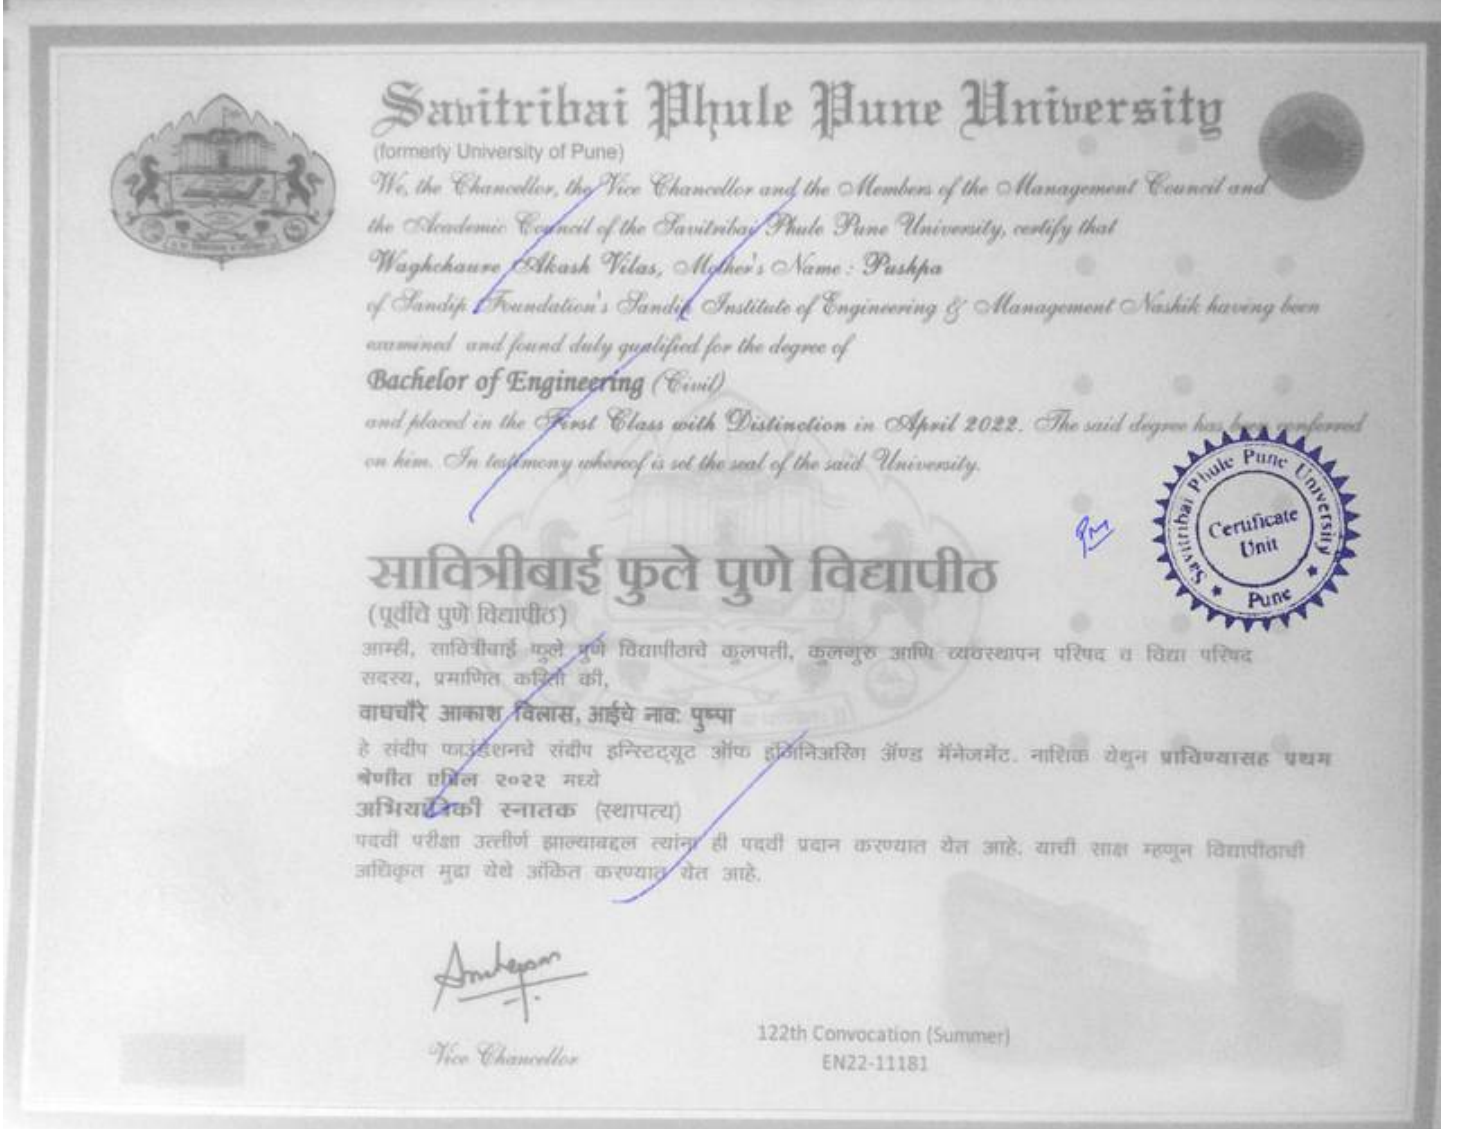 Savitribai Phule Pune University
(formerly University of Pune)
We, the Chancellor, the Vice Chancellor and the Members of the Management Council and
the Academic Council of the Savitribai Phule Pune University, certify that
Waghchaure Akash Vilas, Mother's Name : Pushpa
of Sandip Foundation's Sandip Institute of Engineering & Management Nashik having been
examined and found duly qualified for the degree of
Bachelor of Engineering (Civil)
and placed in the First Class with Distinction in April 2022. The said degree has been conferred
on him. In testimony whereof is set the seal of the said University.
Savitribai Phule Pune University
Certificate
Unit
Pune
सावित्रीबाई फुले पुणे विद्यापीठ
(पूर्वीचे पुणे विद्यापीठ)
आम्ही, सावित्रीबाई फुले पुणे विद्यापीठाचे कुलपती, कुलगुरु आणि व्यवस्थापन परिषद व विद्या परिषद
सदस्य, प्रमाणित करितो की,
वाघचौरे आकाश विलास, आईचे नाव: पुष्पा
हे संदीप फाउंडेशनचे संदीप इन्स्टिट्यूट ऑफ इंजिनिअरिंग ॲण्ड मॅनेजमेंट. नाशिक येथुन प्राविण्यासह प्रथम
श्रेणीत एप्रिल २०२२ मध्ये
अभियांत्रिकी स्नातक (स्थापत्य)
पदवी परीक्षा उत्तीर्ण झाल्याबद्दल त्यांना ही पदवी प्रदान करण्यात येत आहे. याची साक्ष म्हणून विद्यापीठाची
अधिकृत मुद्रा येथे अंकित करण्यात येत आहे.
Vice Chancellor
122th Convocation (Summer)
EN22-11181